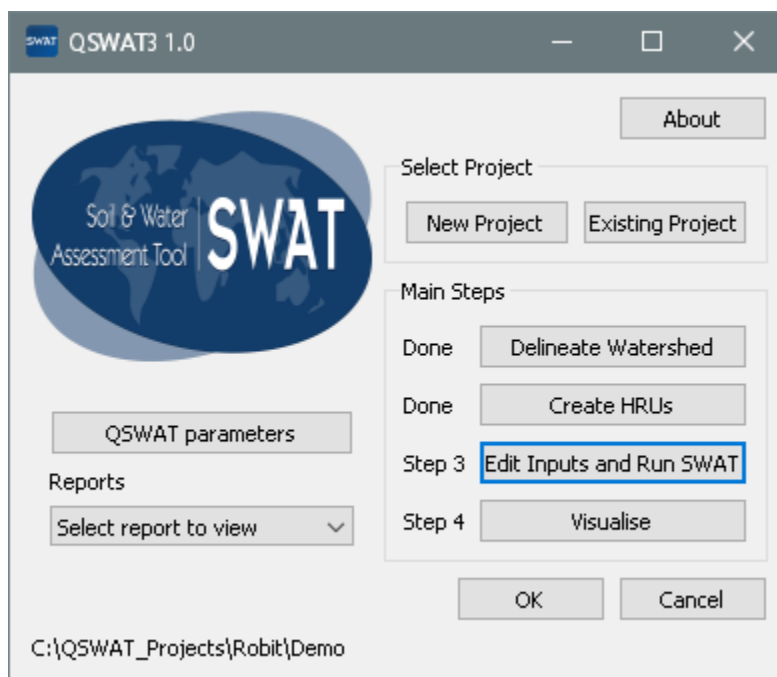 SWAT QSWAT3 1.0
About
Soil & Water
Assessment Tool
SWAT
Select Project
New Project
Existing Project
Main Steps
Done
Delineate Watershed
Done
Create HRUs
QSWAT parameters
Step 3
Edit Inputs and Run SWAT
Reports
Select report to view
Step 4
Visualise
OK
Cancel
C:\QSWAT_Projects\Robit\Demo